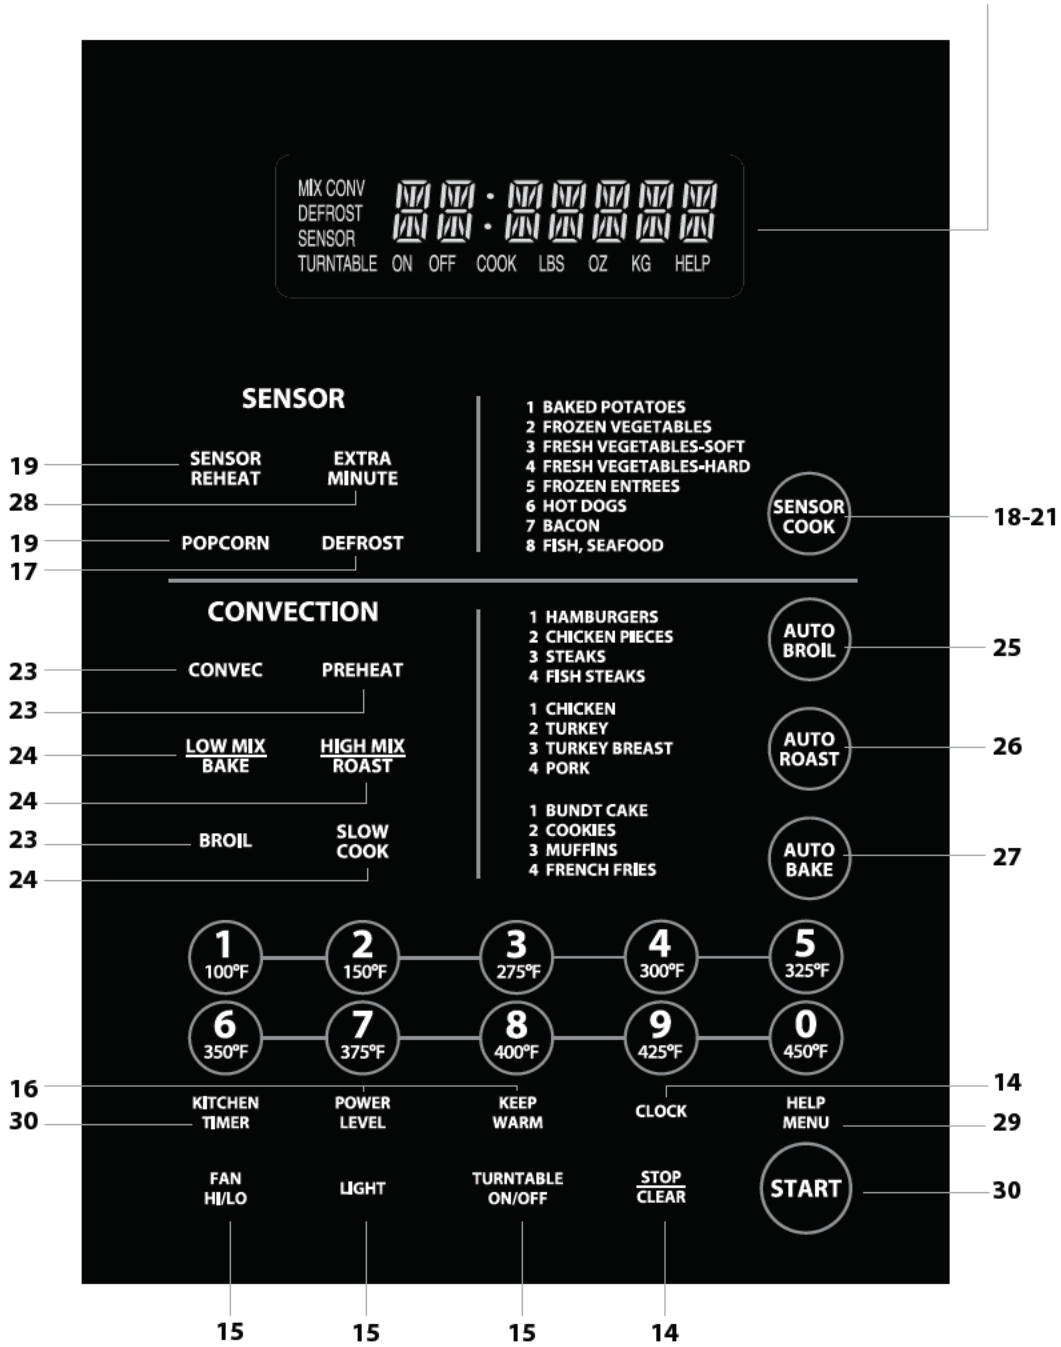 MIX CONV
DEFROST
SENSOR
TURNTABLE ON OFF COOK LBS OZ KG HELP
SENSOR
19
SENSOR
REHEAT
28
EXTRA
MINUTE
19
POPCORN
17
DEFROST
1 BAKED POTATOES
2 FROZEN VEGETABLES
3 FRESH VEGETABLES-SOFT
4 FRESH VEGETABLES-HARD
5 FROZEN ENTREES
6 HOT DOGS
7 BACON
8 FISH, SEAFOOD
SENSOR
COOK
18-21
CONVECTION
23
CONVEC
23
PREHEAT
24
LOW MIX
BAKE
24
HIGH MIX
ROAST
23
BROIL
24
SLOW
COOK
1 HAMBURGERS
2 CHICKEN PIECES
3 STEAKS
4 FISH STEAKS
AUTO
BROIL
25
1 CHICKEN
2 TURKEY
3 TURKEY BREAST
4 PORK
AUTO
ROAST
26
1 BUNDT CAKE
2 COOKIES
3 MUFFINS
4 FRENCH FRIES
AUTO
BAKE
27
1
100°F
2
150°F
3
275°F
4
300°F
5
325°F
6
350°F
7
375°F
8
400°F
9
425°F
0
450°F
16
30
KITCHEN
TIMER
POWER
LEVEL
KEEP
WARM
CLOCK
14
HELP
MENU
29
FAN
HI/LO
LIGHT
TURNTABLE
ON/OFF
STOP
CLEAR
START
30
15
15
15
14